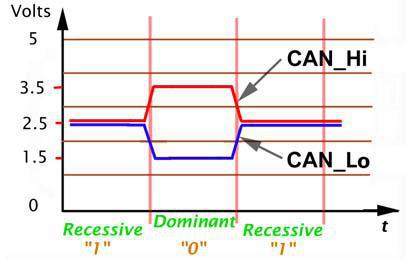 Volts
5
CAN_Hi
3.5
2.5
1.5
CAN_Lo
0
t
Recessive Dominant Recessive
"1" "0" "1"